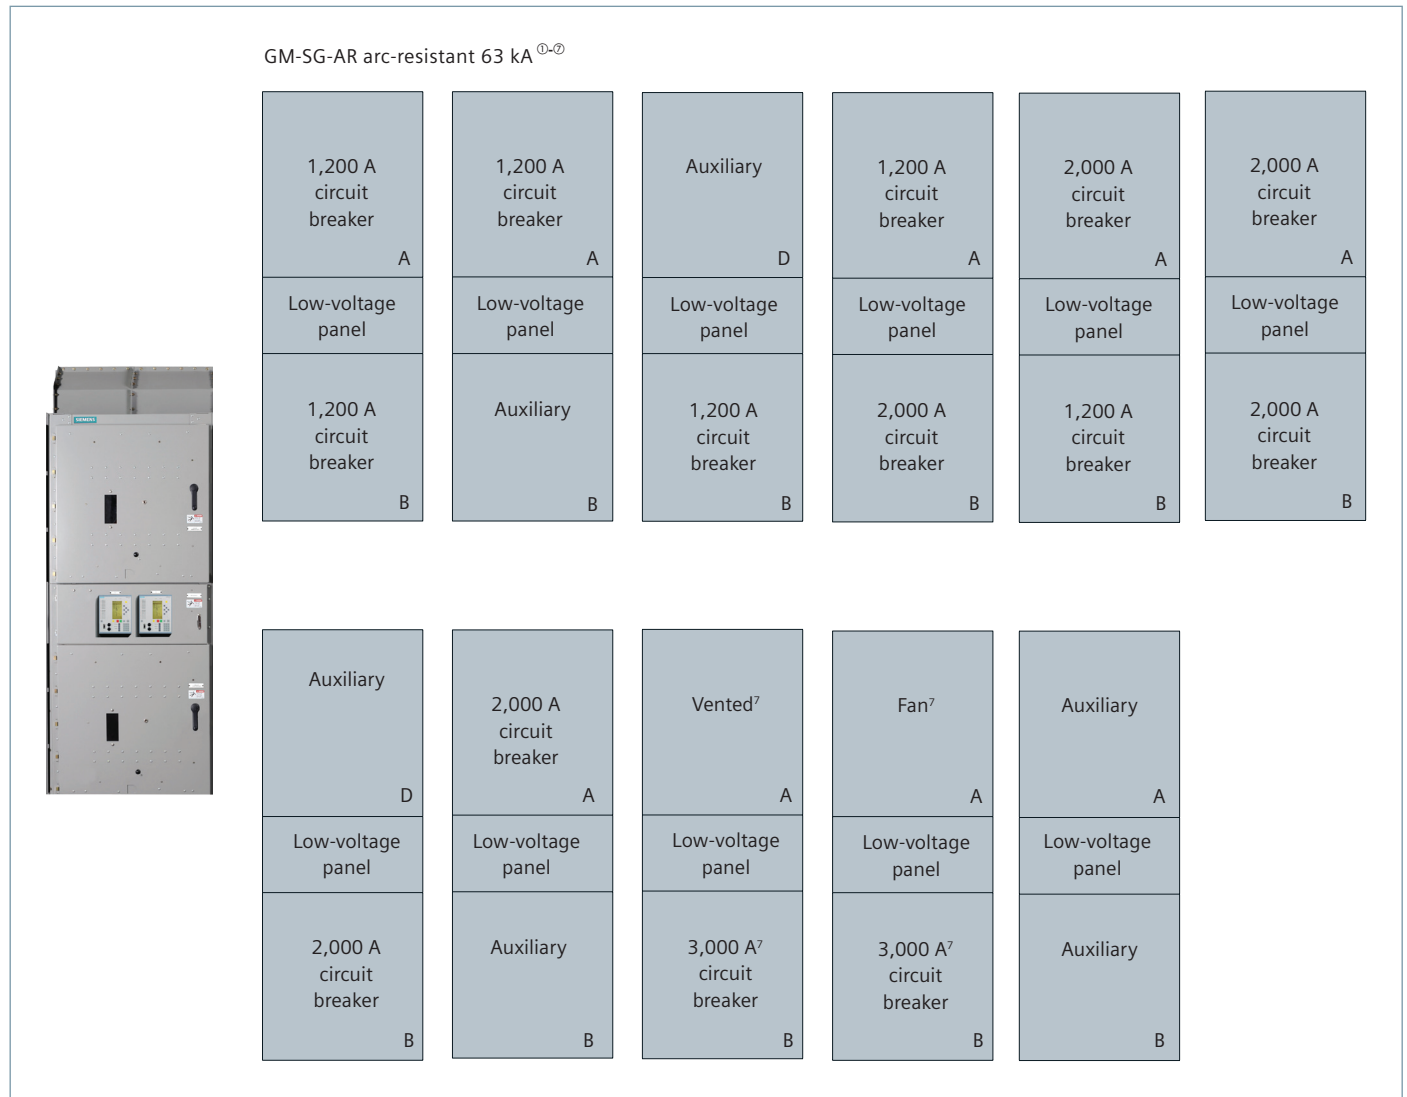 GM-SG-AR arc-resistant 63 kA ①-⑦
1,200 A
circuit
breaker
A
Low-voltage
panel
1,200 A
circuit
breaker
B
1,200 A
circuit
breaker
A
Low-voltage
panel
Auxiliary
B
Auxiliary
D
Low-voltage
panel
1,200 A
circuit
breaker
B
1,200 A
circuit
breaker
A
Low-voltage
panel
2,000 A
circuit
breaker
B
2,000 A
circuit
breaker
A
Low-voltage
panel
1,200 A
circuit
breaker
B
2,000 A
circuit
breaker
A
Low-voltage
panel
2,000 A
circuit
breaker
B
SIEMENS
Auxiliary
D
Low-voltage
panel
2,000 A
circuit
breaker
B
2,000 A
circuit
breaker
A
Low-voltage
panel
Auxiliary
B
Vented⁷
A
Low-voltage
panel
3,000 A⁷
circuit
breaker
B
Fan⁷
A
Low-voltage
panel
3,000 A⁷
circuit
breaker
B
Auxiliary
A
Low-voltage
panel
Auxiliary
B